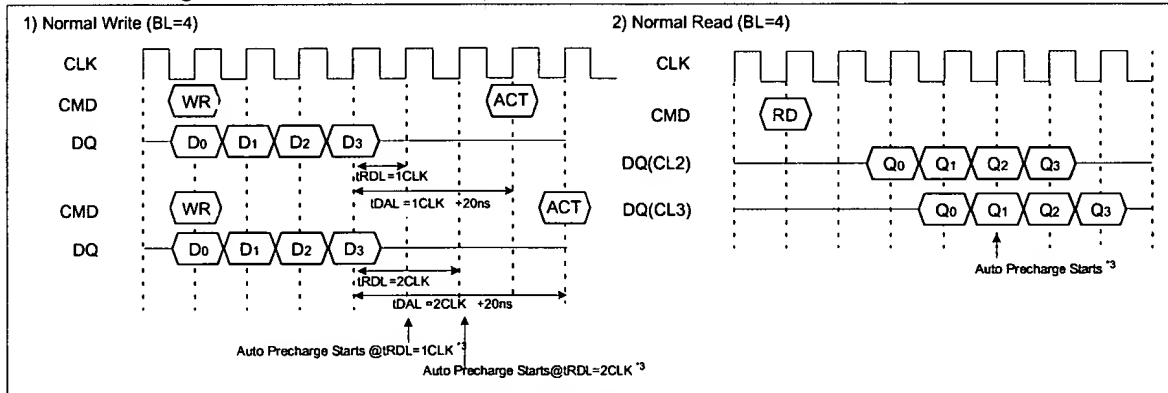 1) Normal Write (BL=4)
2) Normal Read (BL=4)
CLK
CMD WR ACT
DQ D0 D1 D2 D3
tRDL=1CLK
tDAL =1CLK +20ns
CMD WR ACT
DQ D0 D1 D2 D3
tRDL=2CLK
tDAL =2CLK +20ns
Auto Precharge Starts @tRDL=1CLK *3
Auto Precharge Starts@tRDL=2CLK *3
CLK
CMD RD
DQ(CL2) Q0 Q1 Q2 Q3
DQ(CL3) Q0 Q1 Q2 Q3
Auto Precharge Starts *3